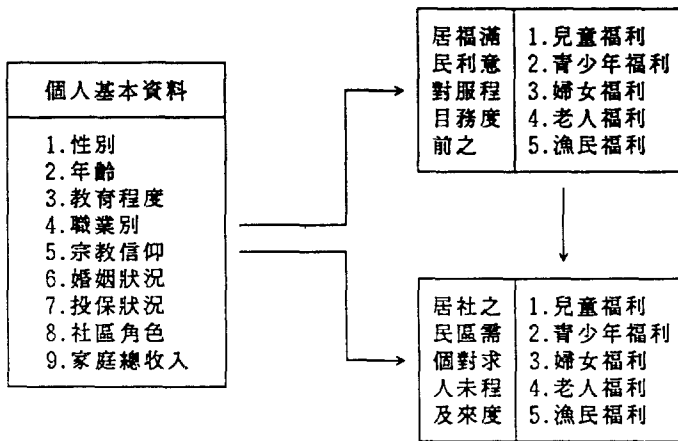 個人基本資料
1.性別
2.年齡
3.教育程度
4.職業別
5.宗教信仰
6.婚姻狀況
7.投保狀況
8.社區角色
9.家庭總收入
居民對目前
福利服務之
滿意程度
1.兒童福利
2.青少年福利
3.婦女福利
4.老人福利
5.漁民福利
居民個人及
社區對未來
之需求程度
1.兒童福利
2.青少年福利
3.婦女福利
4.老人福利
5.漁民福利